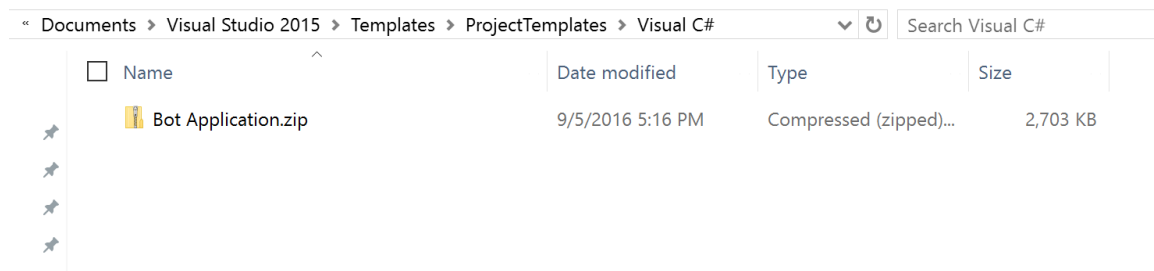 « Documents > Visual Studio 2015 > Templates > ProjectTemplates > Visual C# Search Visual C#
Name Date modified Type Size
Bot Application.zip 9/5/2016 5:16 PM Compressed (zipped)... 2,703 KB